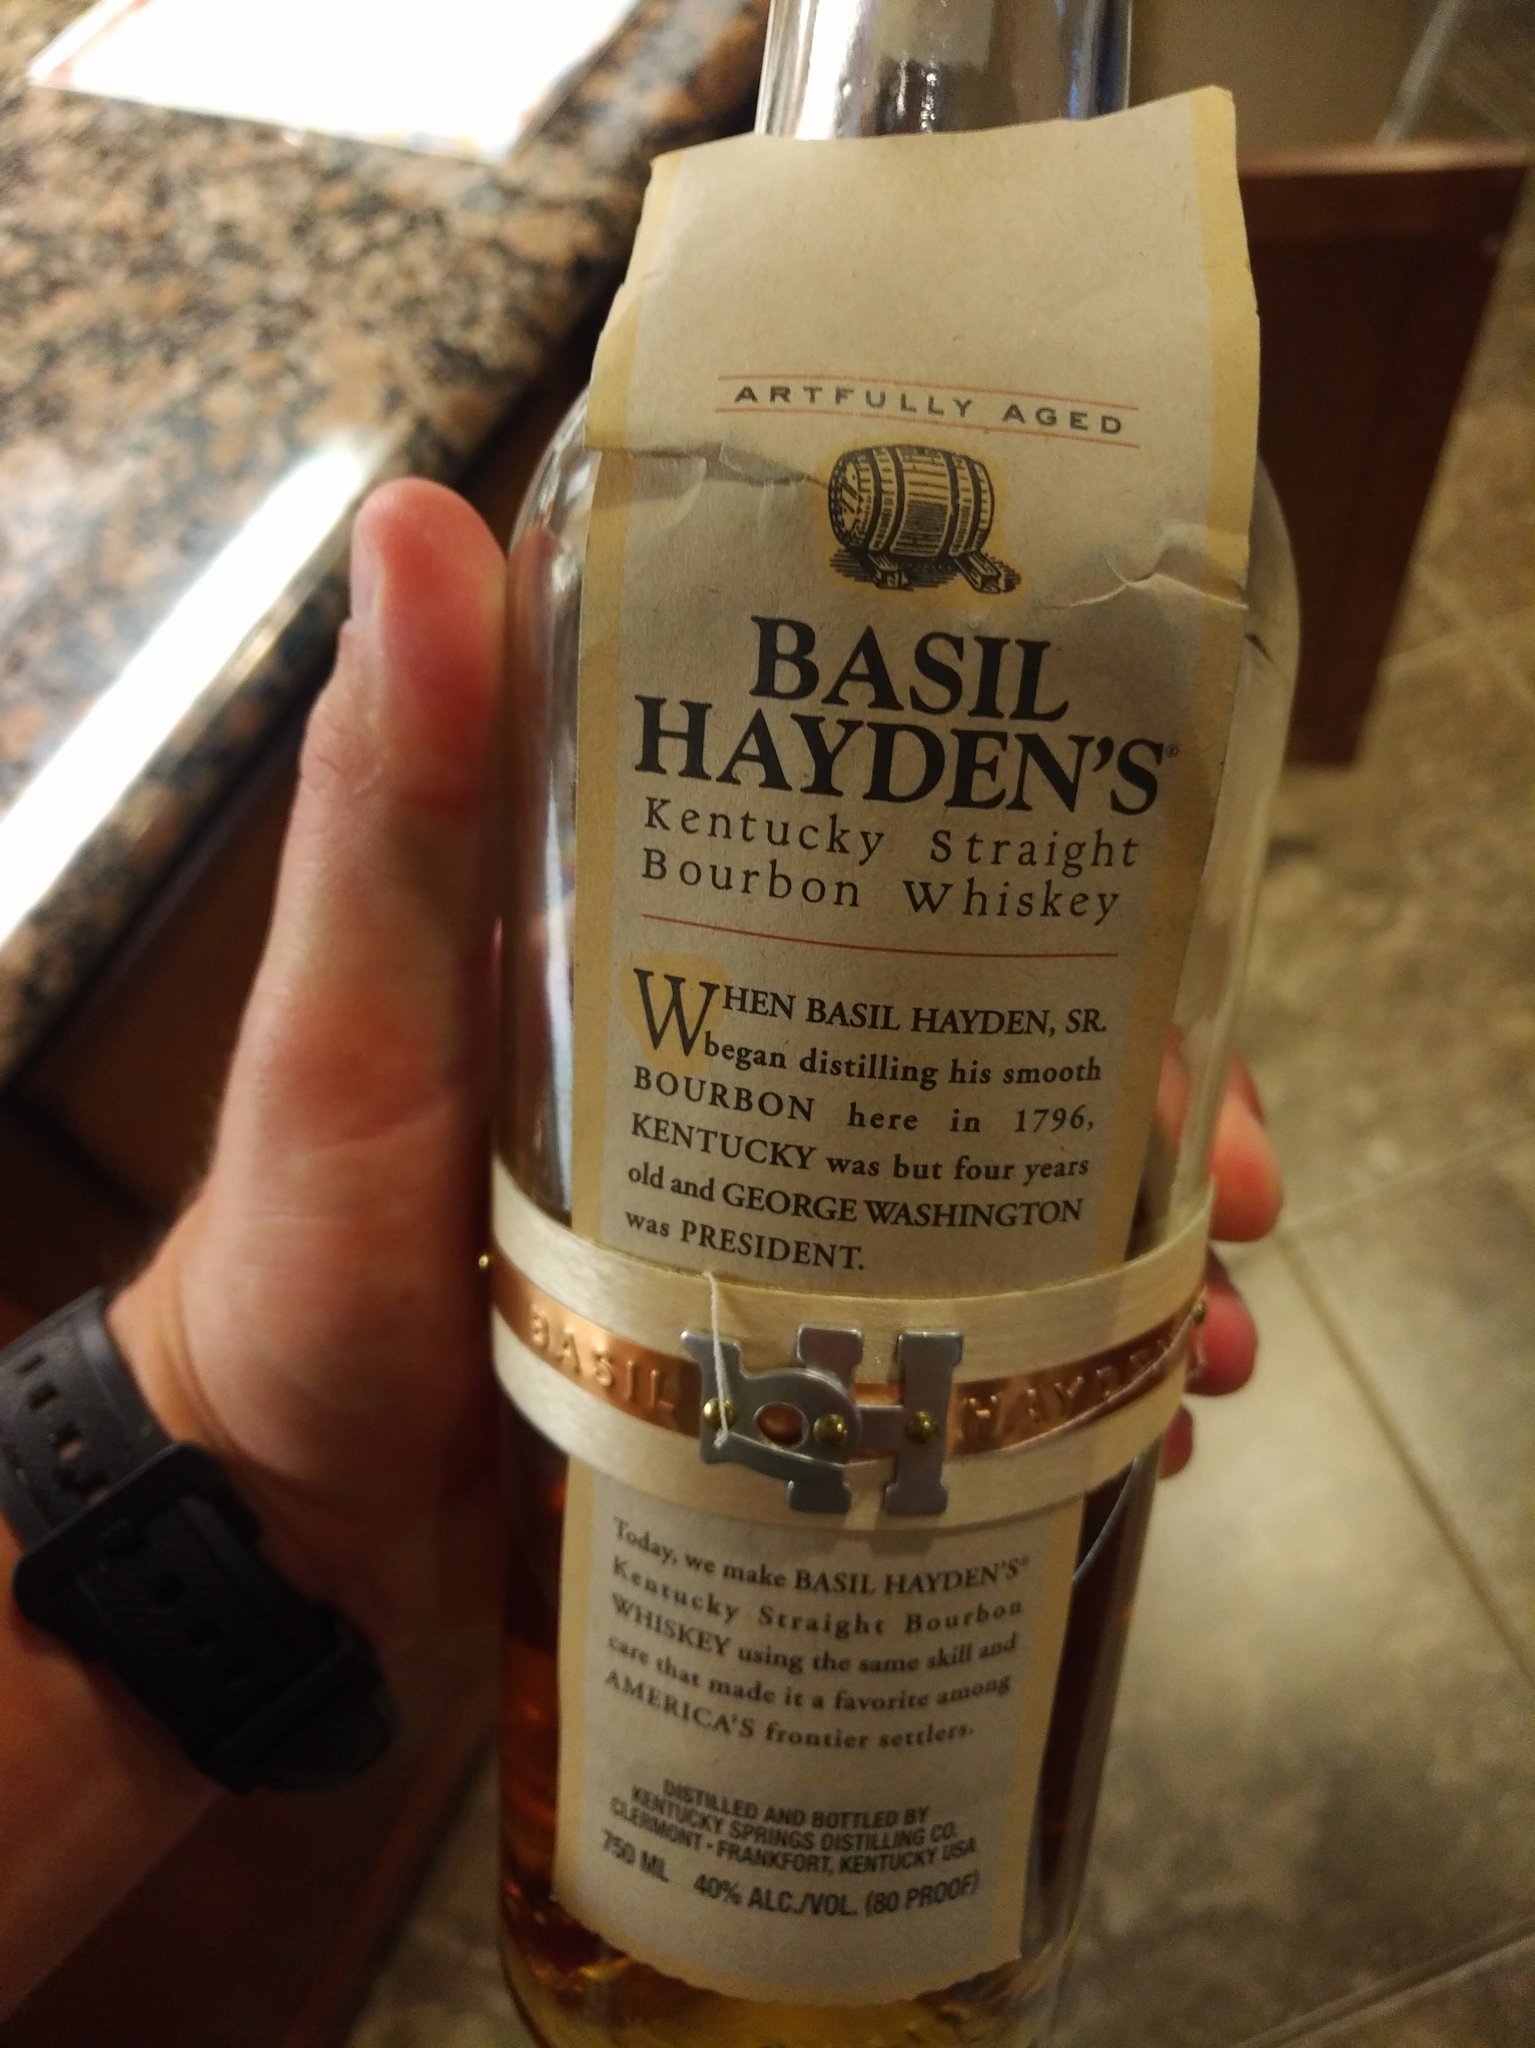 ARTFULLY AGED
BASIL
HAYDEN'S®
Kentucky Straight
Bourbon Whiskey
WHEN BASIL HAYDEN, SR.
began distilling his smooth
BOURBON here in 1796,
KENTUCKY was but four years
old and GEORGE WASHINGTON
was PRESIDENT.
BASIL BH HAYDEN'S
Today, we make BASIL HAYDEN'S®
Kentucky Straight Bourbon
WHISKEY using the same skill and
care that made it a favorite among
AMERICA'S frontier settlers.
DISTILLED AND BOTTLED BY
KENTUCKY SPRINGS DISTILLING CO.
CLERMONT - FRANKFORT, KENTUCKY USA
750 ML 40% ALC./VOL. (80 PROOF)